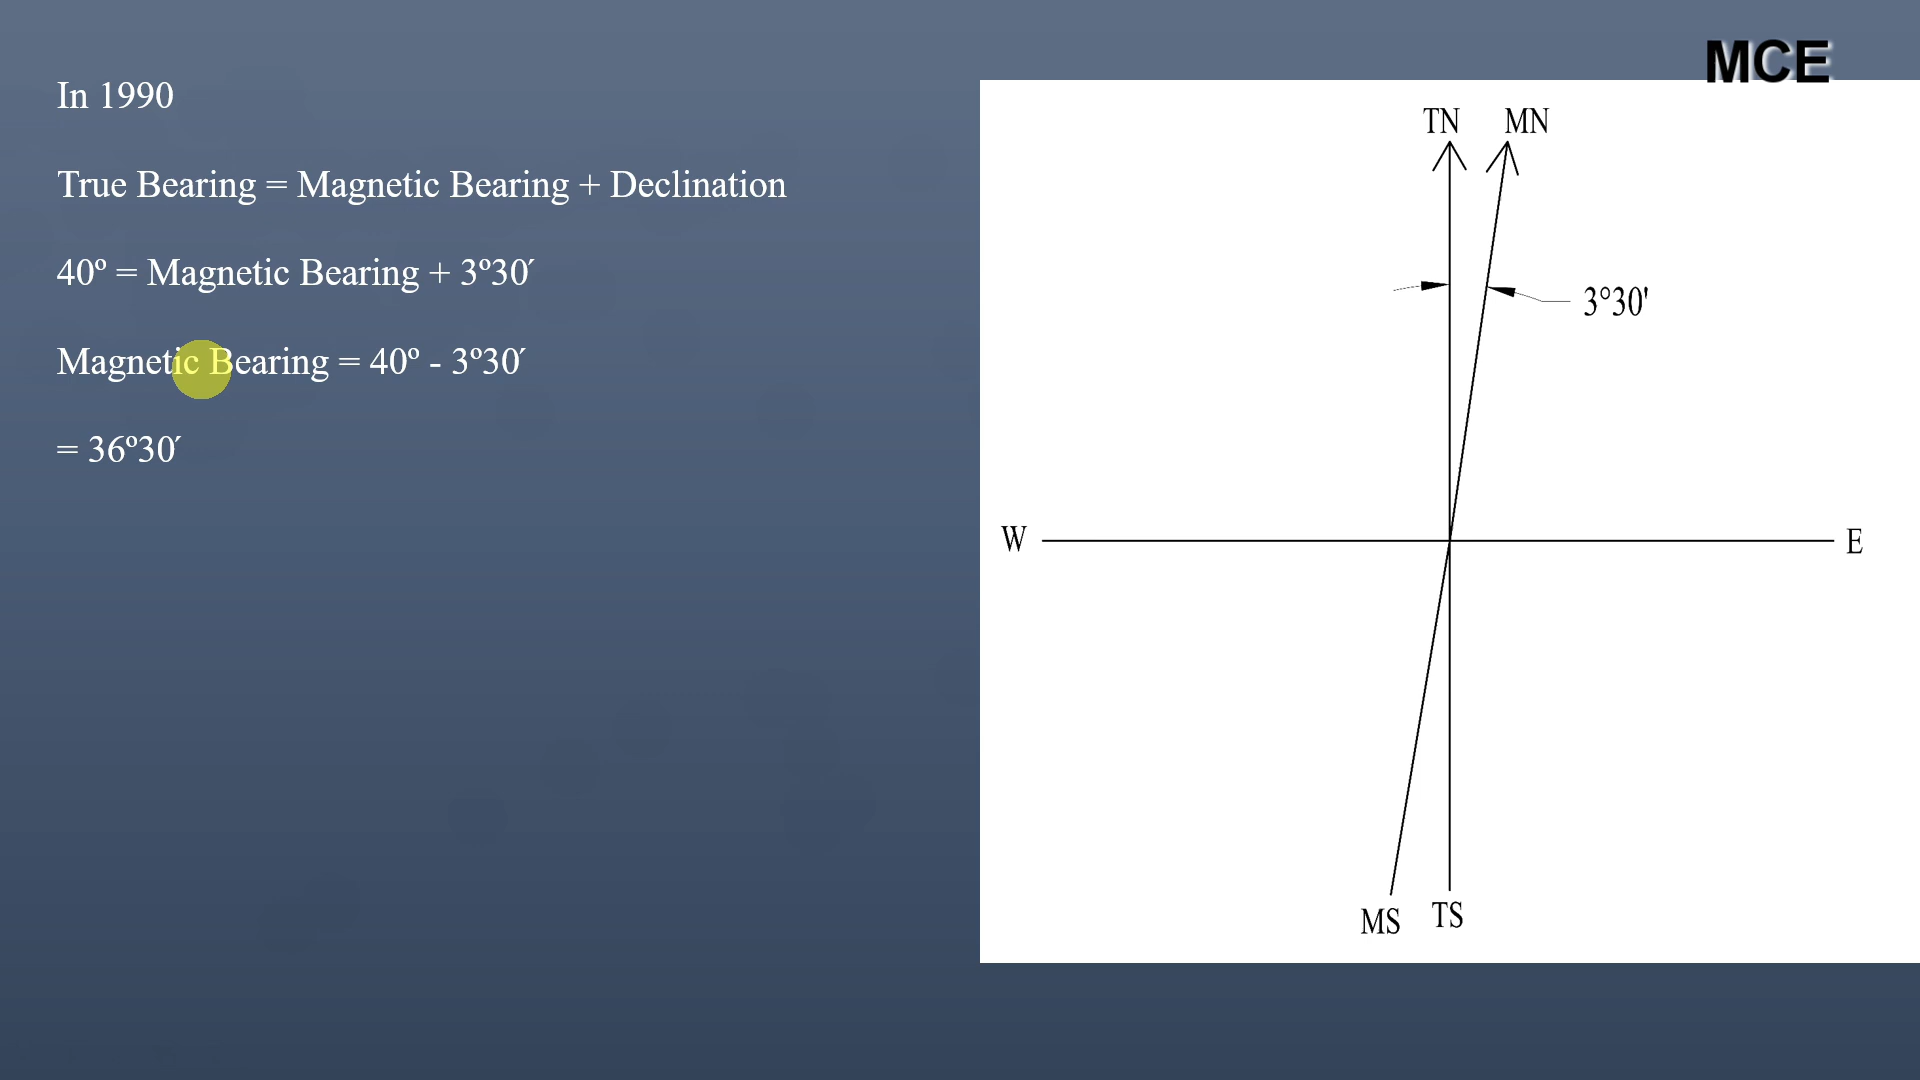 MCE
In 1990
True Bearing = Magnetic Bearing + Declination
40º = Magnetic Bearing + 3º30´
Magnetic Bearing = 40º - 3º30´
= 36º30´
TN MN
3°30'
W E
MS TS